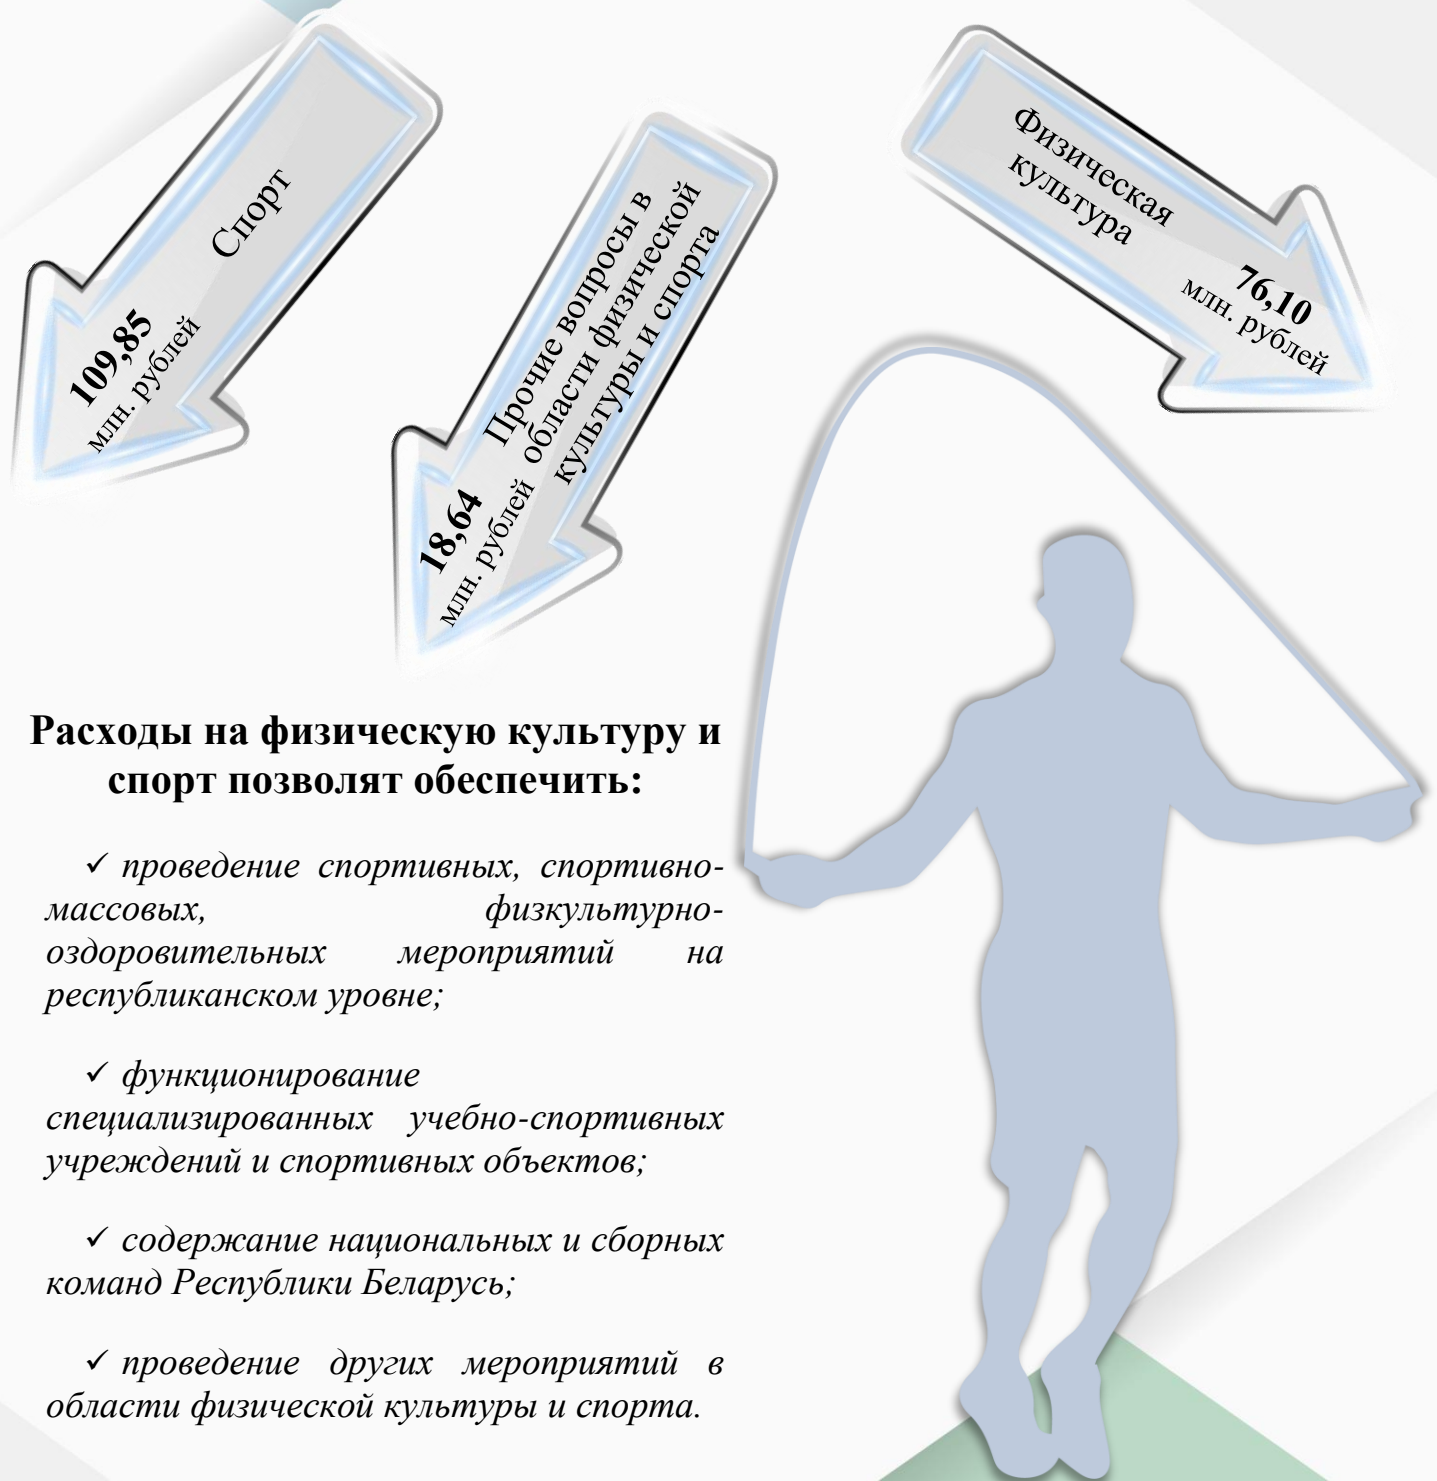 Спорт
109,85
млн. рублей
Прочие вопросы в
области физической
культуры и спорта
18,64
млн. рублей
Физическая
культура
76,10
млн. рублей
Расходы на физическую культуру и
спорт позволят обеспечить:
✓ проведение спортивных, спортивно-
массовых, физкультурно-
оздоровительных мероприятий на
республиканском уровне;
✓ функционирование
специализированных учебно-спортивных
учреждений и спортивных объектов;
✓ содержание национальных и сборных
команд Республики Беларусь;
✓ проведение других мероприятий в
области физической культуры и спорта.